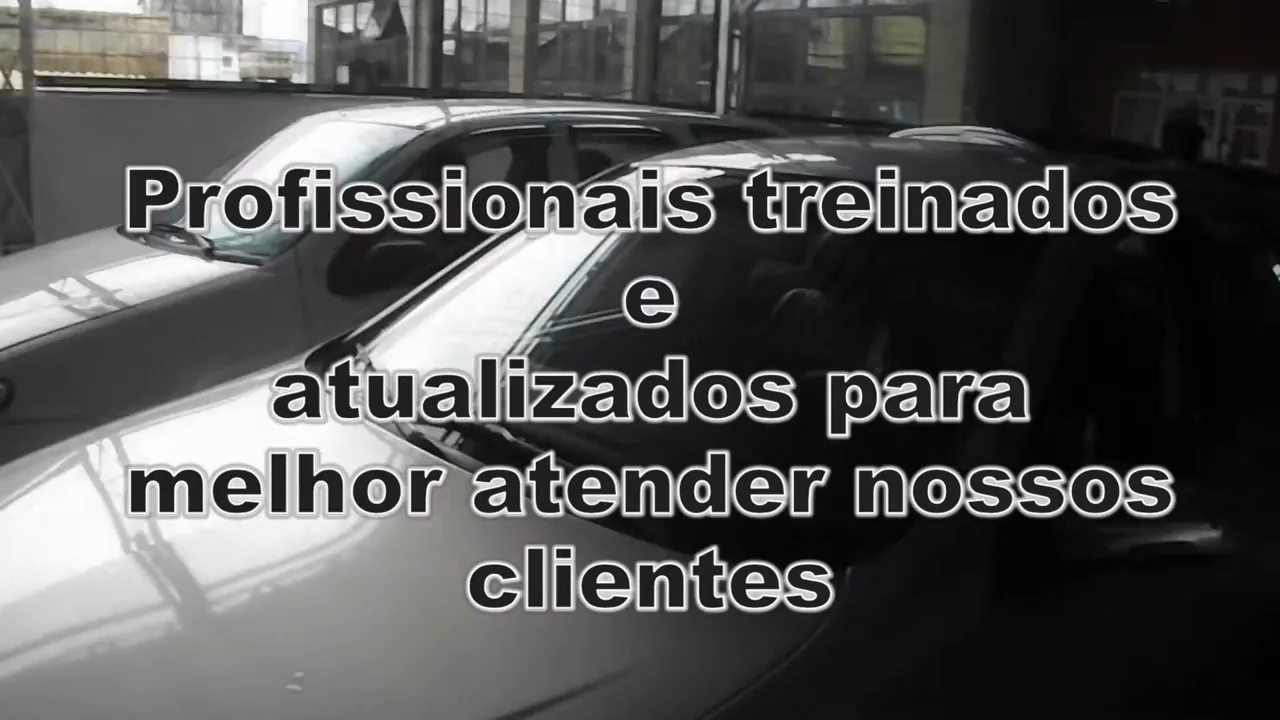 Profissionais treinados
e
atualizados para
melhor atender nossos
clientes